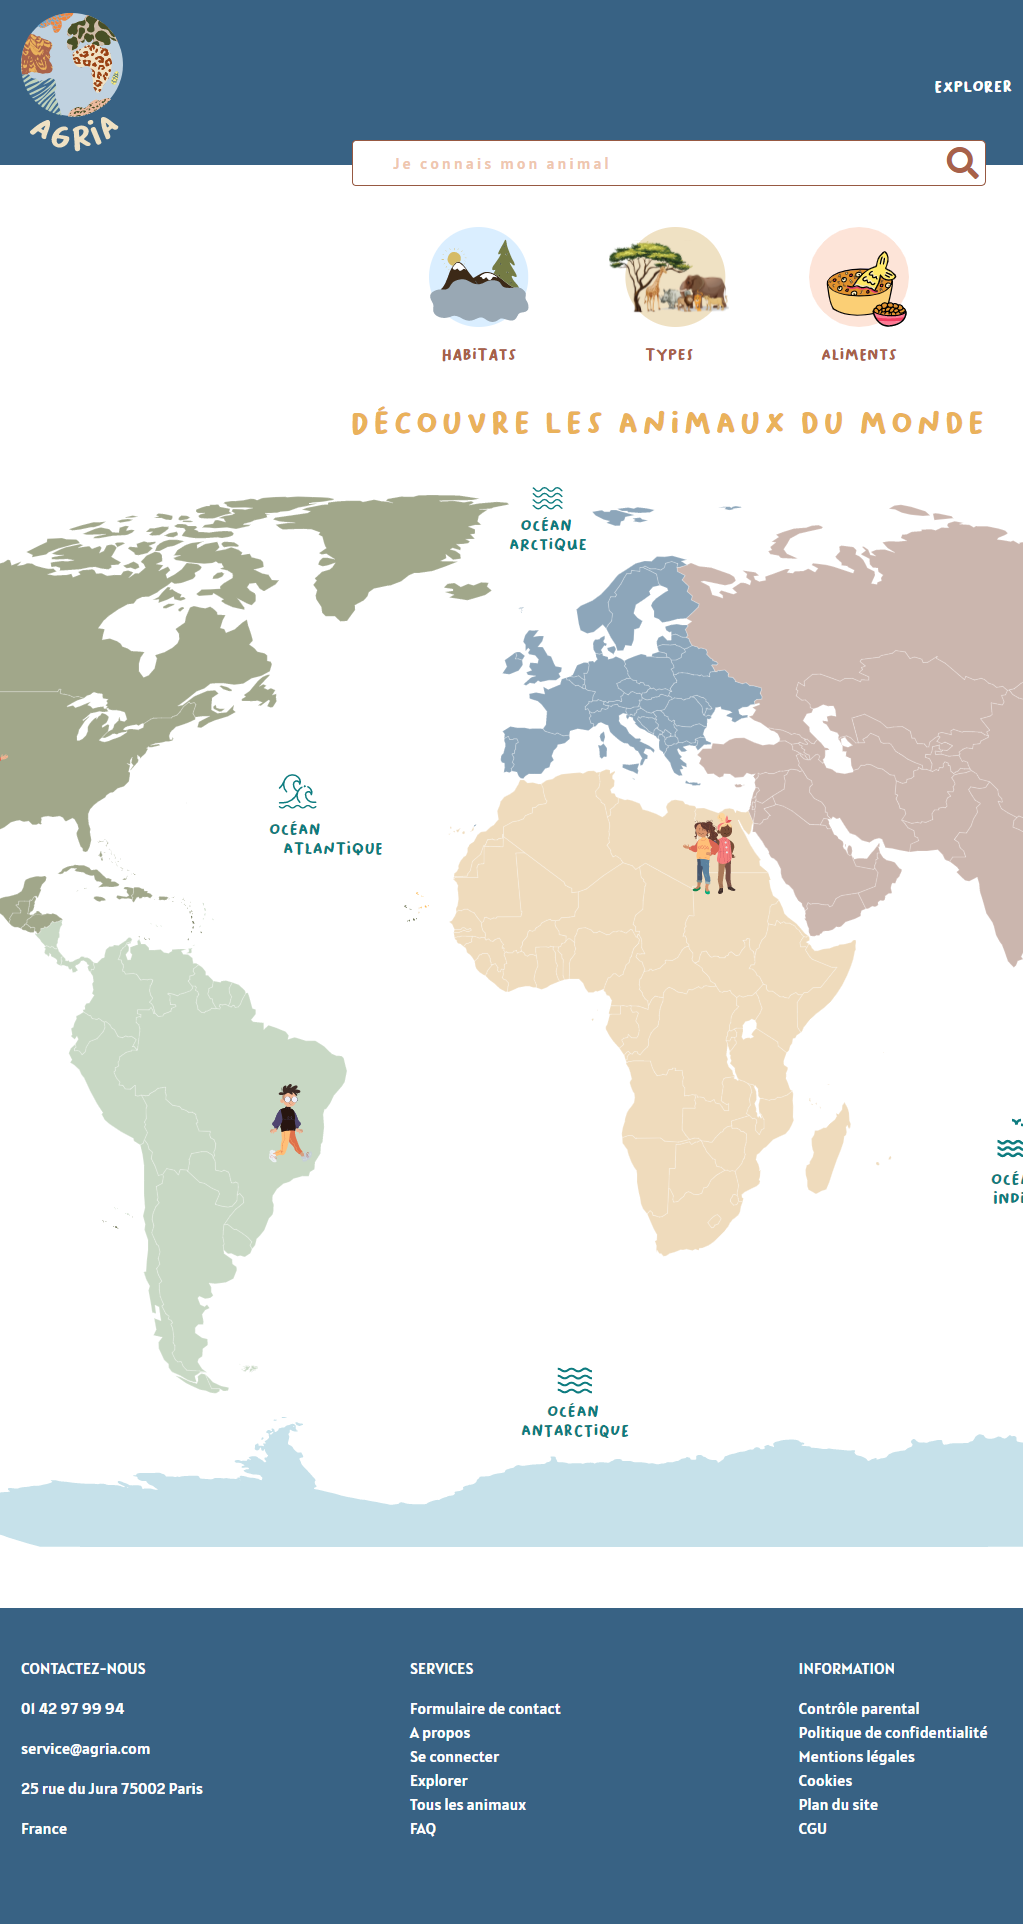 AGRiA
EXPLORER
Je connais mon animal
HABiTATS
TYPES
ALiMENTS
DÉCOUVRE LES ANiMAUX DU MONDE
OCÉAN
ARCTiQUE
OCÉAN
ATLANTiQUE
OCÉA
iNDi
OCÉAN
ANTARCTiQUE
CONTACTEZ-NOUS
01 42 97 99 94
service@agria.com
25 rue du Jura 75002 Paris
France
SERVICES
Formulaire de contact
A propos
Se connecter
Explorer
Tous les animaux
FAQ
INFORMATION
Contrôle parental
Politique de confidentialité
Mentions légales
Cookies
Plan du site
CGU